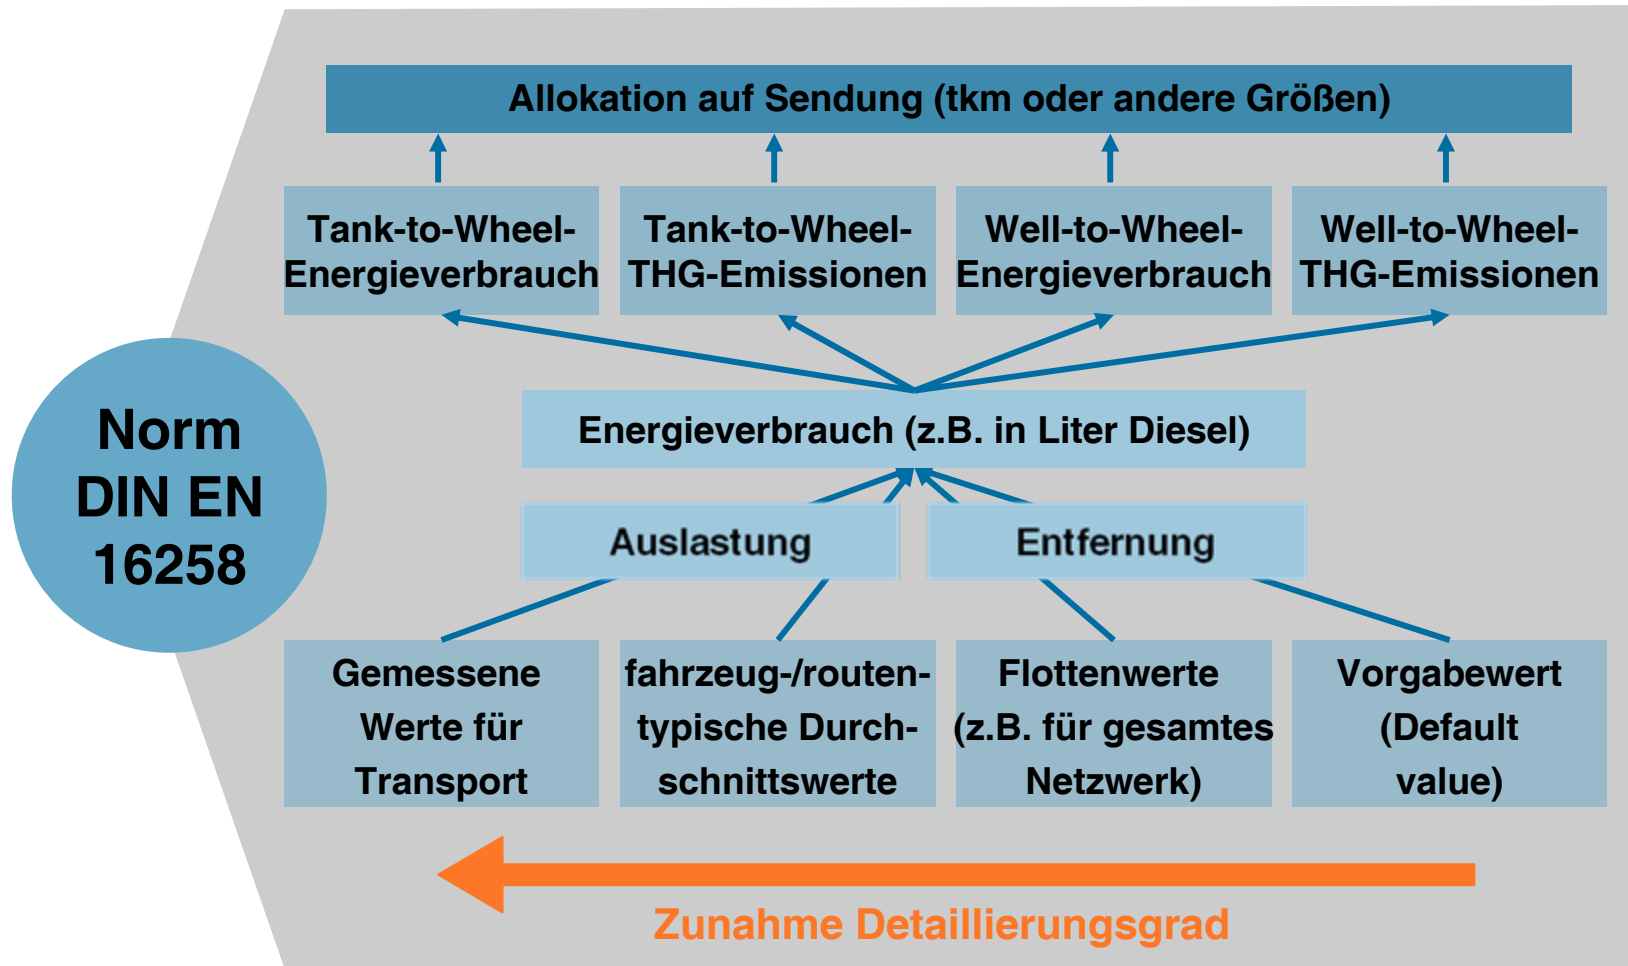 Allokation auf Sendung (tkm oder andere Größen)
Tank-to-Wheel-
Energieverbrauch
Tank-to-Wheel-
THG-Emissionen
Well-to-Wheel-
Energieverbrauch
Well-to-Wheel-
THG-Emissionen
Norm
DIN EN
16258
Energieverbrauch (z.B. in Liter Diesel)
Auslastung
Entfernung
Gemessene
Werte für
Transport
fahrzeug-/routen-
typische Durch-
schnittswerte
Flottenwerte
(z.B. für gesamtes
Netzwerk)
Vorgabewert
(Default
value)
Zunahme Detaillierungsgrad